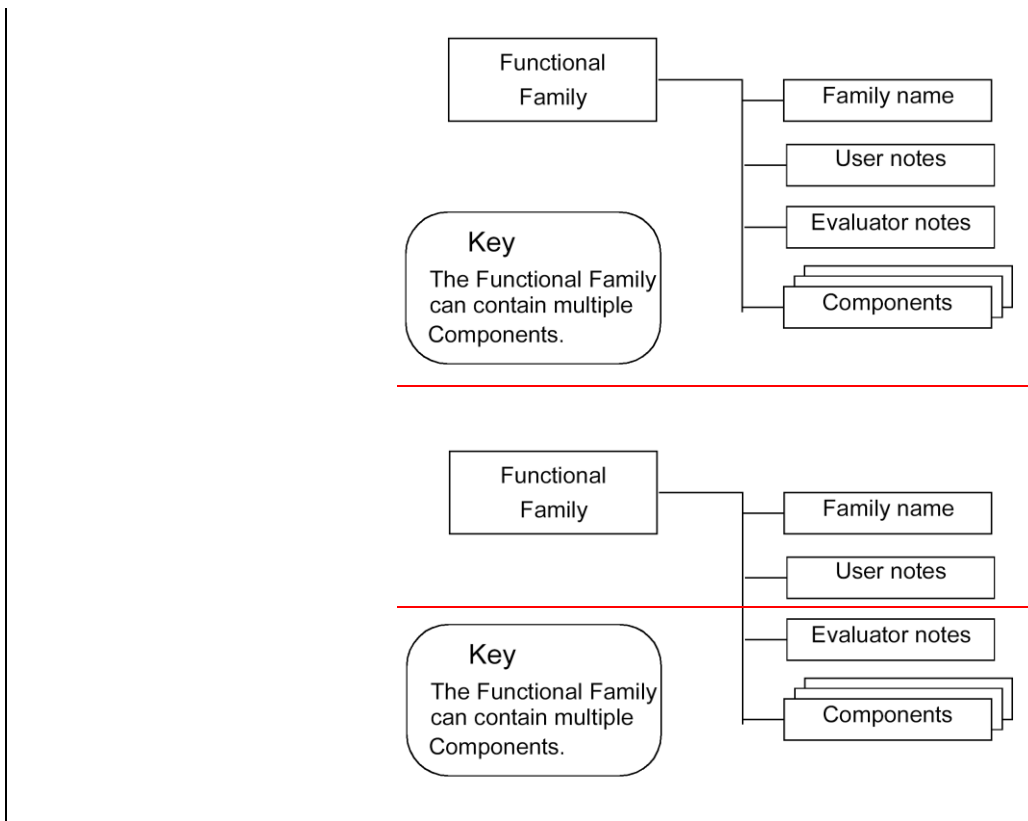 Functional
Family
Family name
User notes
Evaluator notes
Components
Key
The Functional Family
can contain multiple
Components.
Functional
Family
Family name
User notes
Evaluator notes
Components
Key
The Functional Family
can contain multiple
Components.